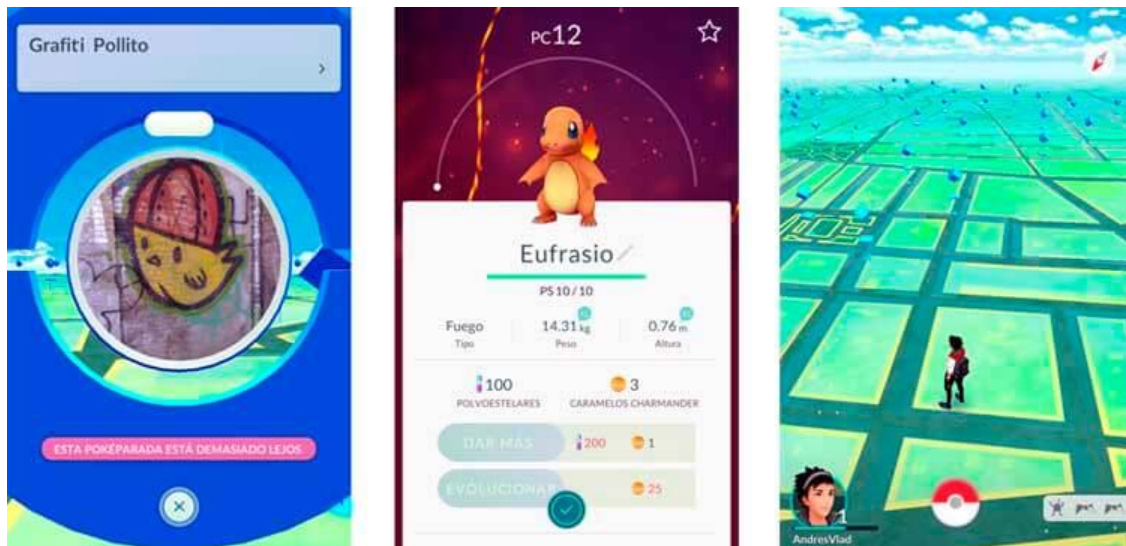 Grafiti Pollito
ESTA POKÉPARADA ESTÁ DEMASIADO LEJOS
PC12
Eufrasio
PS 10 / 10
Fuego 14.31 kg 0.76 m
Tipo Peso Altura
100 3
POLVOESTELARES CARAMELOS CHARMANDER
DAR MÁS 200 1
EVOLUCIONAR 25
1
AndresVlad